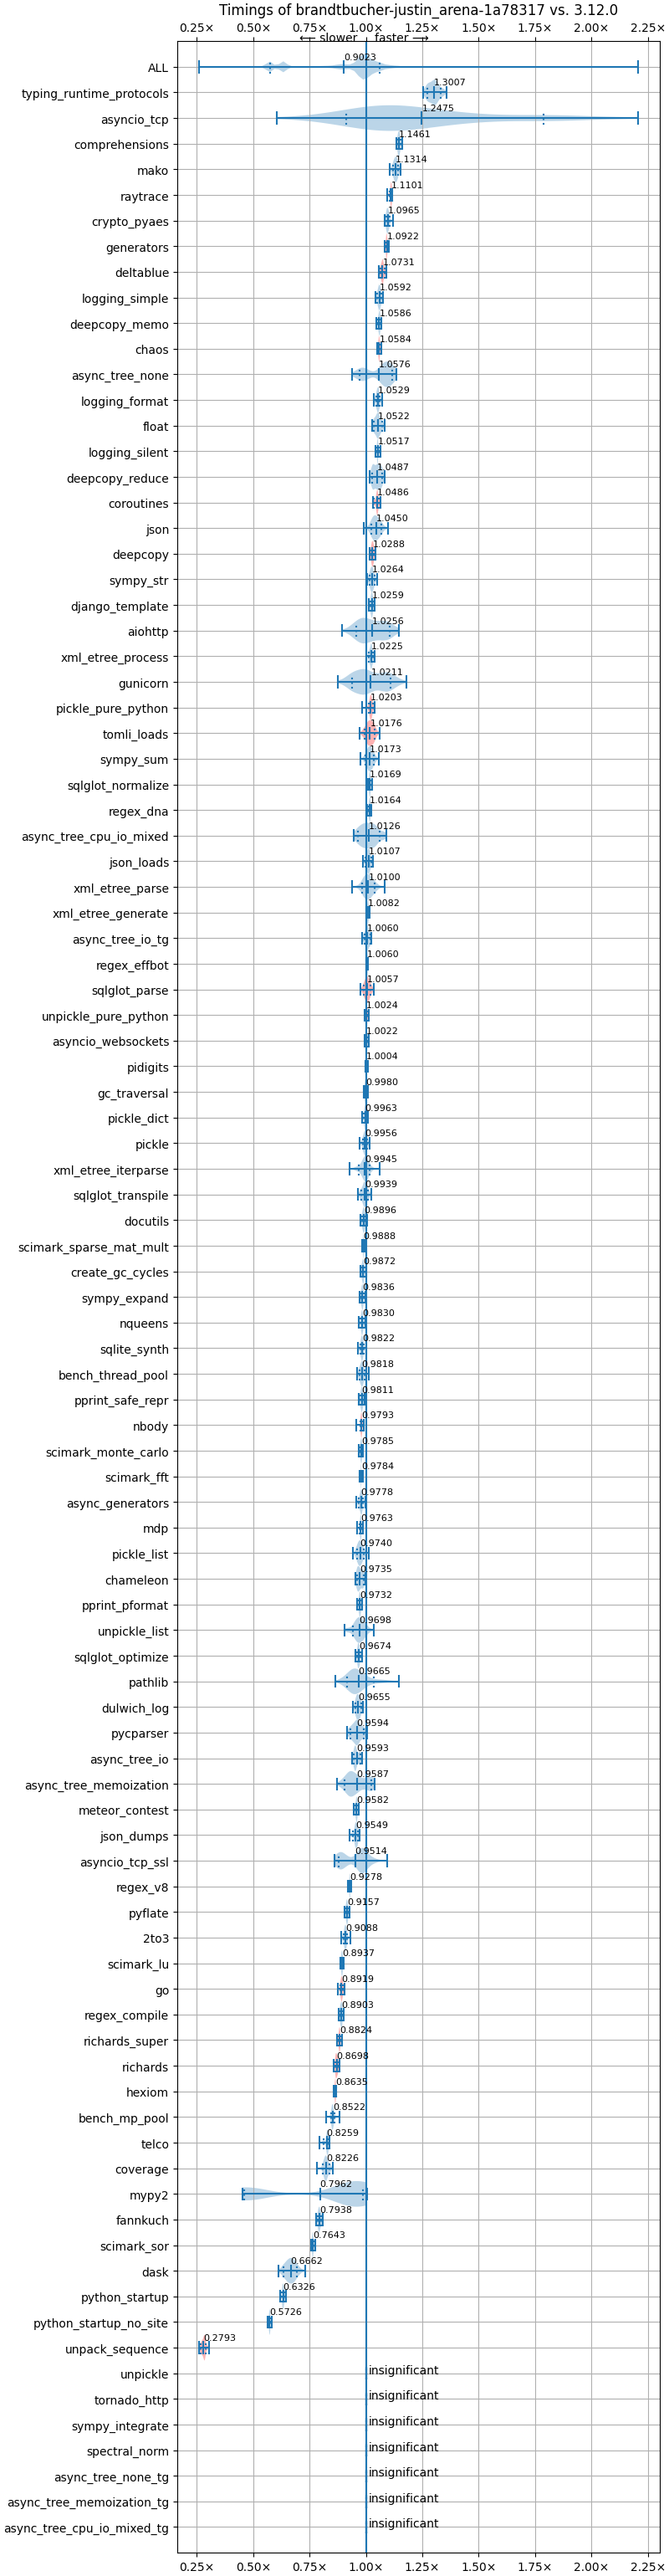 Timings of brandtbucher-justin_arena-1a78317 vs. 3.12.0
0.25× 0.50× 0.75× 1.00× 1.25× 1.50× 1.75× 2.00× 2.25×
← slower faster →
ALL 0.9023
typing_runtime_protocols 1.3007
asyncio_tcp 1.2475
comprehensions 1.1461
mako 1.1314
raytrace 1.1101
crypto_pyaes 1.0965
generators 1.0922
deltablue 1.0731
logging_simple 1.0592
deepcopy_memo 1.0586
chaos 1.0584
async_tree_none 1.0576
logging_format 1.0529
float 1.0522
logging_silent 1.0517
deepcopy_reduce 1.0487
coroutines 1.0486
json 1.0450
deepcopy 1.0288
sympy_str 1.0264
django_template 1.0259
aiohttp 1.0256
xml_etree_process 1.0225
gunicorn 1.0211
pickle_pure_python 1.0203
tomli_loads 1.0176
sympy_sum 1.0173
sqlglot_normalize 1.0169
regex_dna 1.0164
async_tree_cpu_io_mixed 1.0126
json_loads 1.0107
xml_etree_parse 1.0100
xml_etree_generate 1.0082
async_tree_io_tg 1.0060
regex_effbot 1.0060
sqlglot_parse 1.0057
unpickle_pure_python 1.0024
asyncio_websockets 1.0022
pidigits 1.0004
gc_traversal 0.9980
pickle_dict 0.9963
pickle 0.9956
xml_etree_iterparse 0.9945
sqlglot_transpile 0.9939
docutils 0.9896
scimark_sparse_mat_mult 0.9888
create_gc_cycles 0.9872
sympy_expand 0.9836
nqueens 0.9830
sqlite_synth 0.9822
bench_thread_pool 0.9818
pprint_safe_repr 0.9811
nbody 0.9793
scimark_monte_carlo 0.9785
scimark_fft 0.9784
async_generators 0.9778
mdp 0.9763
pickle_list 0.9740
chameleon 0.9735
pprint_pformat 0.9732
unpickle_list 0.9698
sqlglot_optimize 0.9674
pathlib 0.9665
dulwich_log 0.9655
pycparser 0.9594
async_tree_io 0.9593
async_tree_memoization 0.9587
meteor_contest 0.9582
json_dumps 0.9549
asyncio_tcp_ssl 0.9514
regex_v8 0.9278
pyflate 0.9157
2to3 0.9088
scimark_lu 0.8937
go 0.8919
regex_compile 0.8903
richards_super 0.8824
richards 0.8698
hexiom 0.8635
bench_mp_pool 0.8522
telco 0.8259
coverage 0.8226
mypy2 0.7962
fannkuch 0.7938
scimark_sor 0.7643
dask 0.6662
python_startup 0.6326
python_startup_no_site 0.5726
unpack_sequence 0.2793
unpickle insignificant
tornado_http insignificant
sympy_integrate insignificant
spectral_norm insignificant
async_tree_none_tg insignificant
async_tree_memoization_tg insignificant
async_tree_cpu_io_mixed_tg insignificant
0.25× 0.50× 0.75× 1.00× 1.25× 1.50× 1.75× 2.00× 2.25×